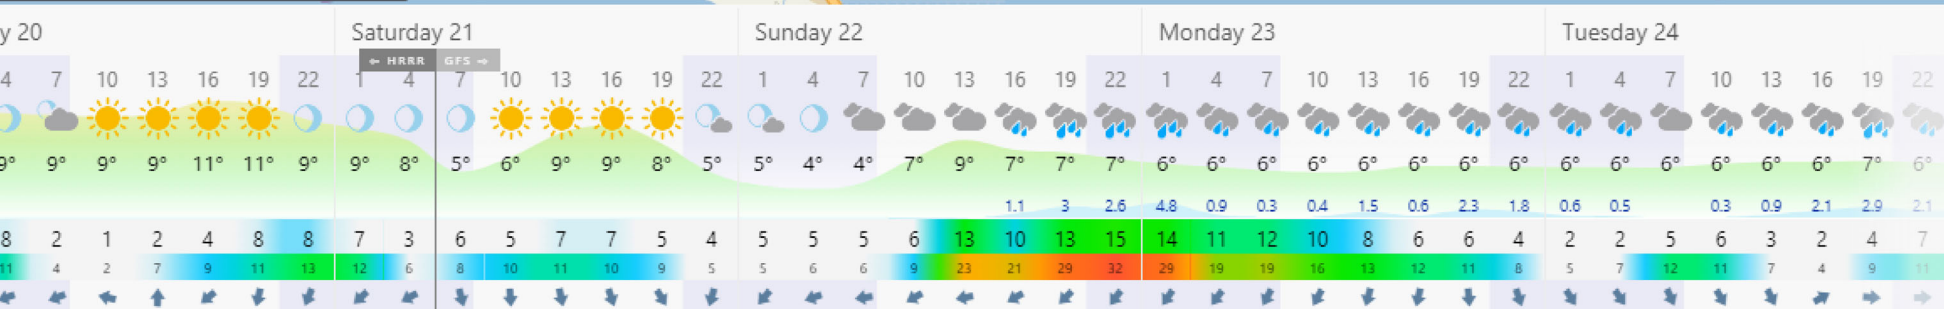 y 20 Saturday 21 Sunday 22 Monday 23 Tuesday 24
← HRRR GFS →
4 7 10 13 16 19 22 1 4 7 10 13 16 19 22 1 4 7 10 13 16 19 22 1 4 7 10 13 16 19 22 1 4 7 10 13 16 19 22
9° 9° 9° 9° 11° 11° 9° 9° 8° 5° 6° 9° 9° 8° 5° 5° 4° 4° 7° 9° 7° 7° 7° 6° 6° 6° 6° 6° 6° 6° 6° 6° 6° 6° 6° 6° 6° 7° 6°
1.1 3 2.6 4.8 0.9 0.3 0.4 1.5 0.6 2.3 1.8 0.6 0.5 0.3 0.9 2.1 2.9 2.1
8 2 1 2 4 8 8 7 3 6 5 7 7 5 4 5 5 5 6 13 10 13 15 14 11 12 10 8 6 6 4 2 2 5 6 3 2 4 7
11 4 2 7 9 11 13 12 6 8 10 11 10 9 5 5 6 6 9 23 21 29 32 29 19 19 16 13 12 11 8 5 7 12 11 7 4 9 11